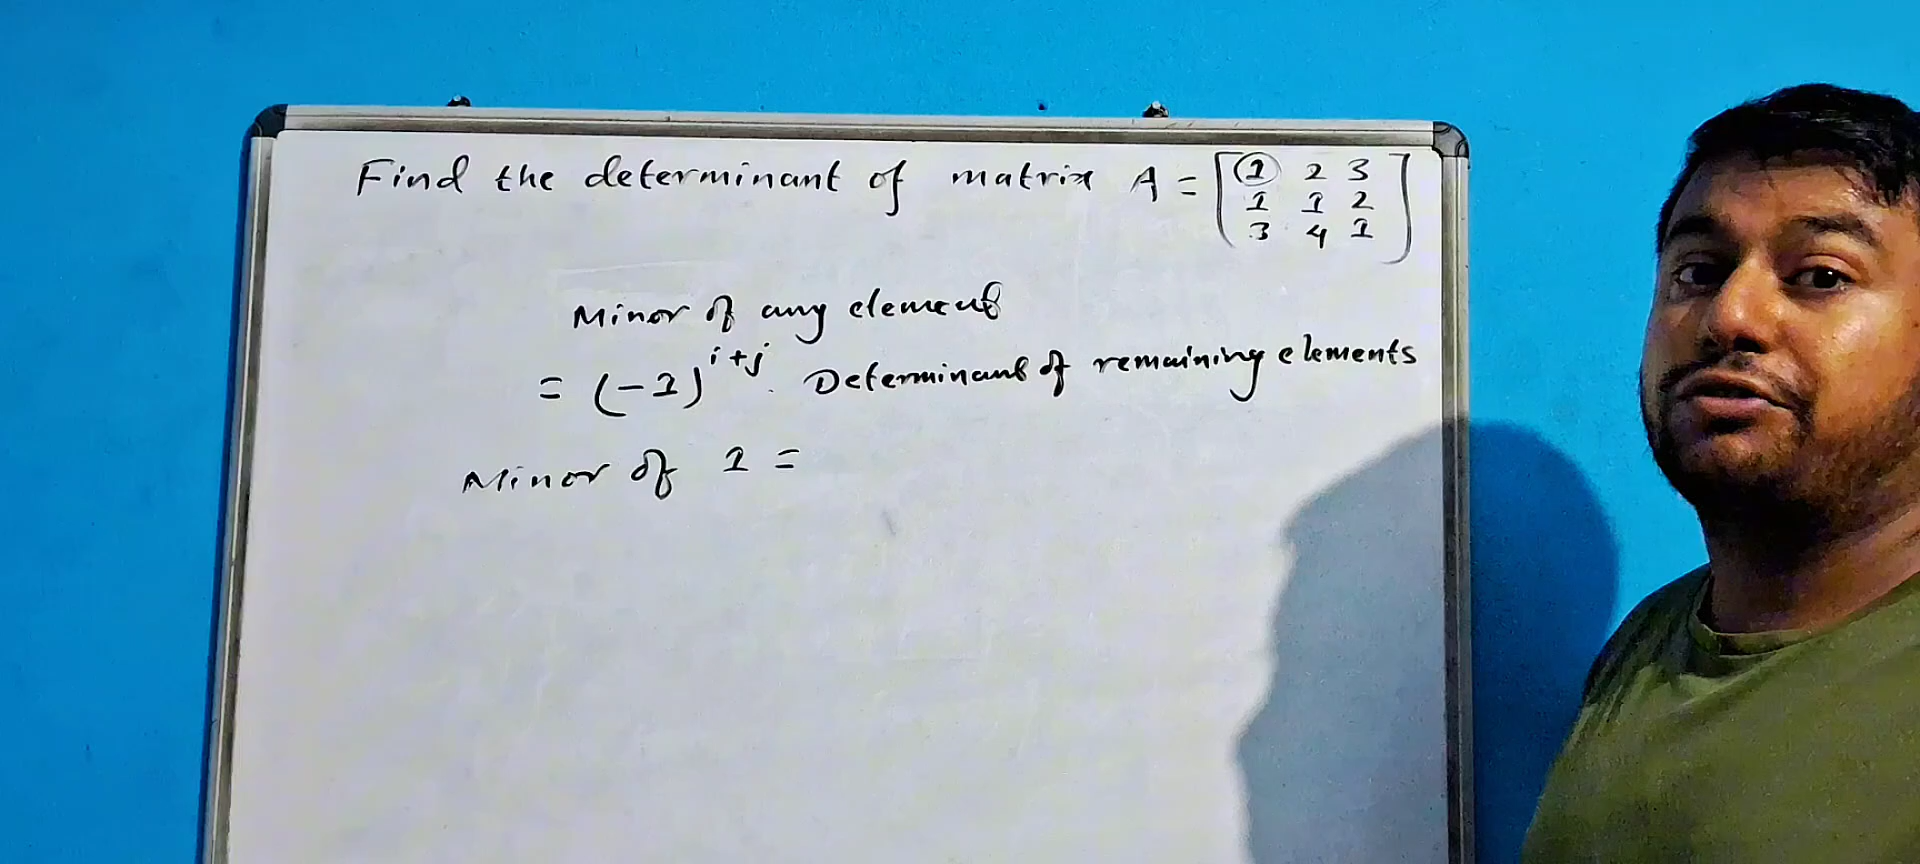 Find the determinant of matrix A = [1 2 3
1 1 2
3 4 1]
Minor of any element
= (-1)^{i+j} . Determinant of remaining elements
Minor of 1 =